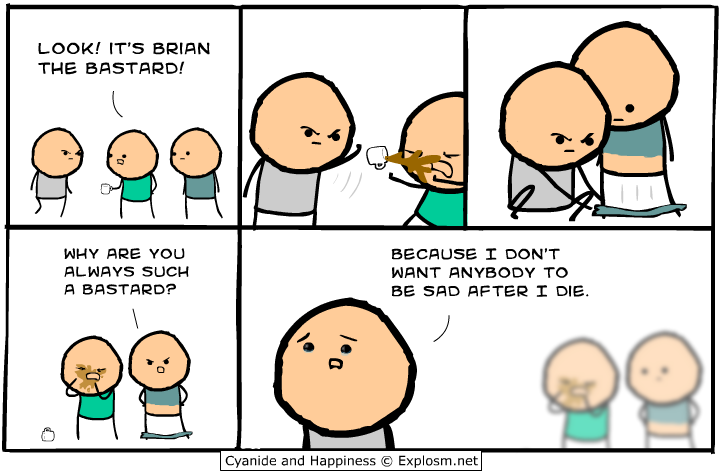 LOOK! IT'S BRIAN
THE BASTARD!
WHY ARE YOU
ALWAYS SUCH
A BASTARD?
BECAUSE I DON'T
WANT ANYBODY TO
BE SAD AFTER I DIE.
Cyanide and Happiness © Explosm.net